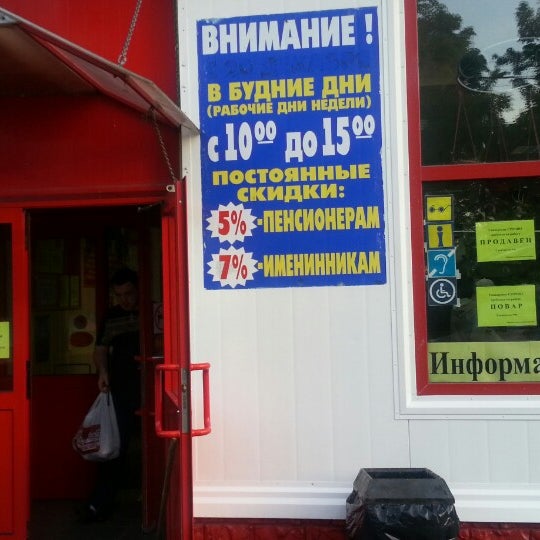 ВНИМАНИЕ !
В БУДНИЕ ДНИ
(РАБОЧИЕ ДНИ НЕДЕЛИ)
С 10⁰⁰ ДО 15⁰⁰
ПОСТОЯННЫЕ
СКИДКИ:
5% -ПЕНСИОНЕРАМ
7% -ИМЕНИННИКАМ
ПРОДАВЕЦ
ПОВАР
Информа